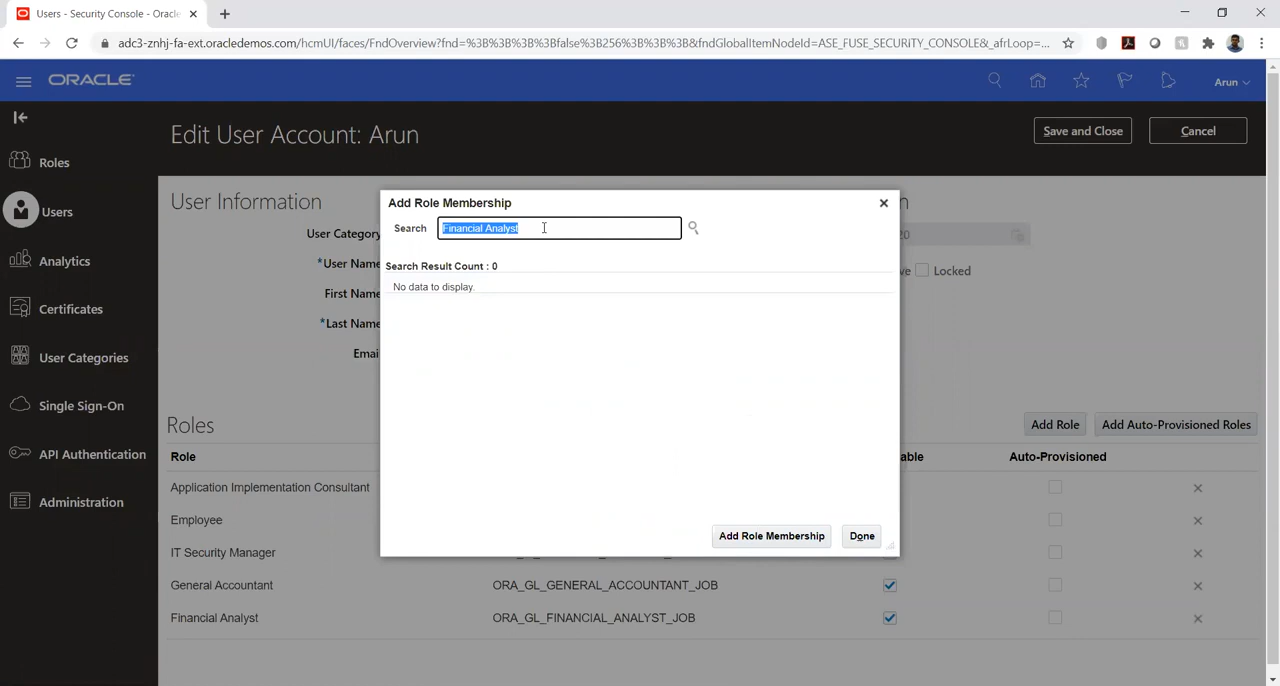 Users - Security Console - Oracle
adc3-znhj-fa-ext.oracledemos.com/hcmUI/faces/FndOverview?fnd=%3B%3B%3B%3Bfalse%3B256%3B%3B%3B&fndGlobalItemNodeId=ASE_FUSE_SECURITY_CONSOLE&_afrLoop=...
ORACLE
Arun
Edit User Account: Arun
Save and Close
Cancel
Roles
Users
Analytics
Certificates
User Categories
Single Sign-On
API Authentication
Administration
User Information
User Category
*User Name
First Name
*Last Name
Email
n
20
ve
Locked
Add Role Membership
Search
Financial Analyst
Search Result Count : 0
No data to display.
Add Role Membership
Done
Roles
Add Role
Add Auto-Provisioned Roles
Role
able
Auto-Provisioned
Application Implementation Consultant
Employee
IT Security Manager
General Accountant ORA_GL_GENERAL_ACCOUNTANT_JOB
Financial Analyst ORA_GL_FINANCIAL_ANALYST_JOB